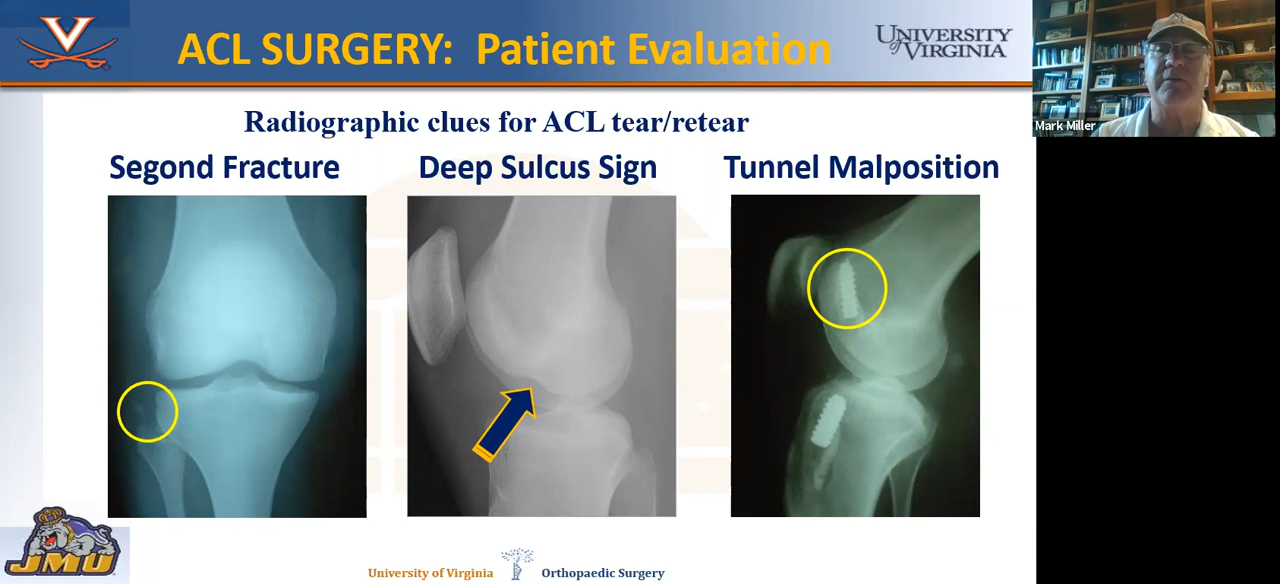 ACL SURGERY: Patient Evaluation
UNIVERSITY of VIRGINIA
Mark Miller
Radiographic clues for ACL tear/retear
Segond Fracture
Deep Sulcus Sign
Tunnel Malposition
JMU
University of Virginia
Orthopaedic Surgery